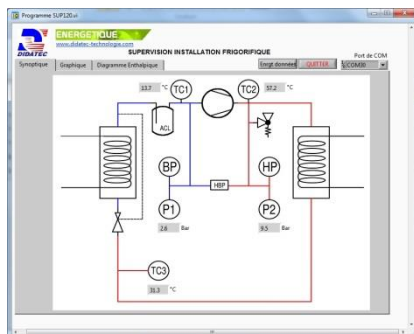 Programme SUP120.vi
ENERGETIQUE
www.didatec-technologie.com
DIDATEC
SUPERVISION INSTALLATION FRIGORIFIQUE
Port de COM
Synoptique Graphique Diagramme Enthalpique
Enrgt données QUITTER COM30
13.7 °C TC1 TC2 57.2 °C
ACL
BP HP
HBP
P1 P2
2.6 Bar 9.5 Bar
TC3
31.3 °C